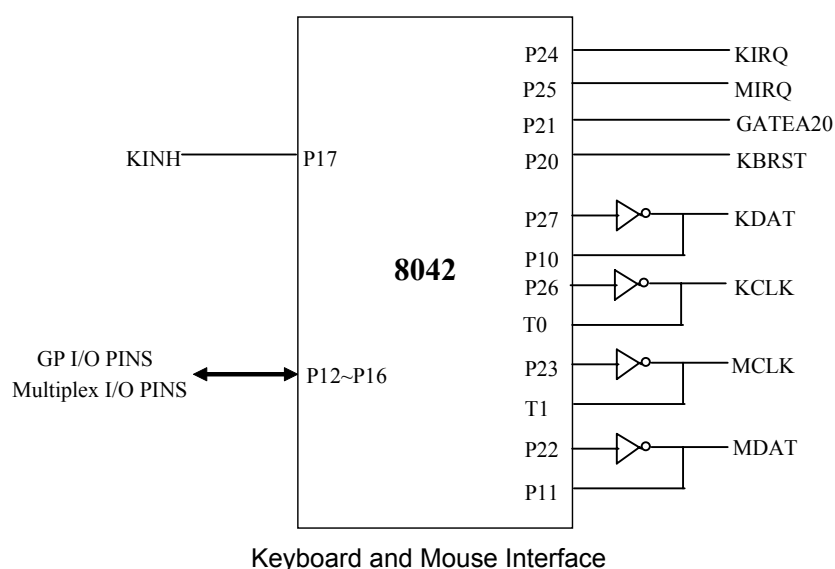 P24 KIRQ
P25 MIRQ
P21 GATEA20
KINH P17 P20 KBRST
P27 KDAT
P10
8042
P26 KCLK
T0
GP I/O PINS
Multiplex I/O PINS
P12~P16
P23 MCLK
T1
P22 MDAT
P11
Keyboard and Mouse Interface